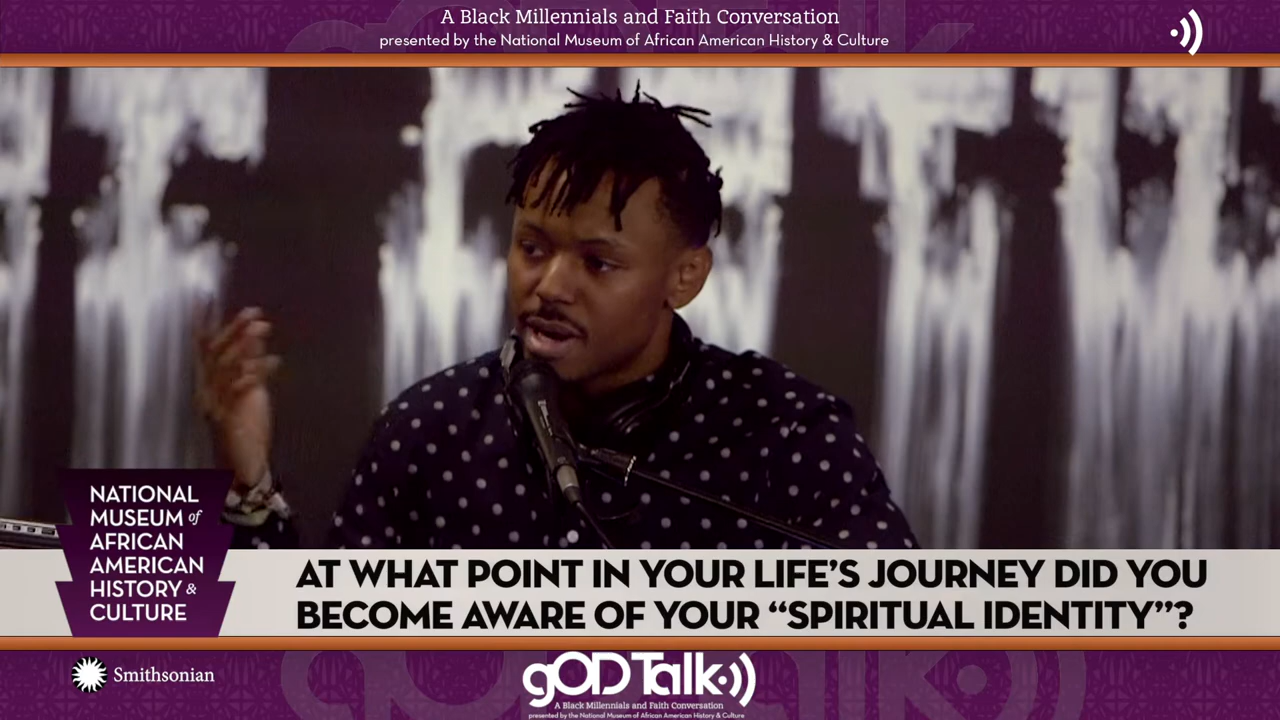 A Black Millennials and Faith Conversation
presented by the National Museum of African American History & Culture
NATIONAL
MUSEUM of
AFRICAN
AMERICAN
HISTORY &
CULTURE
AT WHAT POINT IN YOUR LIFE'S JOURNEY DID YOU
BECOME AWARE OF YOUR “SPIRITUAL IDENTITY”?
Smithsonian
gOD Talk
A Black Millennials and Faith Conversation
presented by the National Museum of African American History & Culture